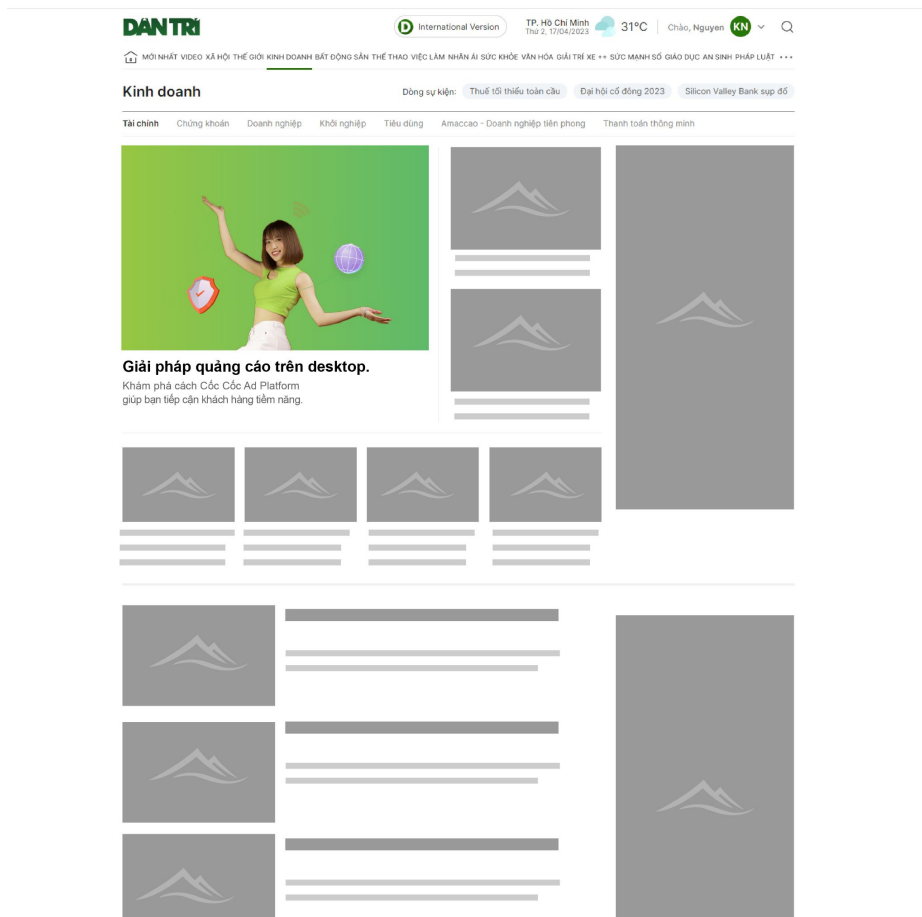 DÂN TRÍ
D International Version
TP. Hồ Chí Minh
Thứ 2, 17/04/2023
31°C
Chào, Nguyen KN
MỚI NHẤT VIDEO XÃ HỘI THẾ GIỚI KINH DOANH BẤT ĐỘNG SẢN THỂ THAO VIỆC LÀM NHÂN ÁI SỨC KHỎE VĂN HÓA GIẢI TRÍ XE ++ SỨC MẠNH SỐ GIÁO DỤC AN SINH PHÁP LUẬT •••
Kinh doanh
Dòng sự kiện: Thuế tối thiểu toàn cầu Đại hội cổ đông 2023 Silicon Valley Bank sụp đổ
Tài chính Chứng khoán Doanh nghiệp Khởi nghiệp Tiêu dùng Amaccao - Doanh nghiệp tiên phong Thanh toán thông minh
Giải pháp quảng cáo trên desktop.
Khám phá cách Cốc Cốc Ad Platform
giúp bạn tiếp cận khách hàng tiềm năng.